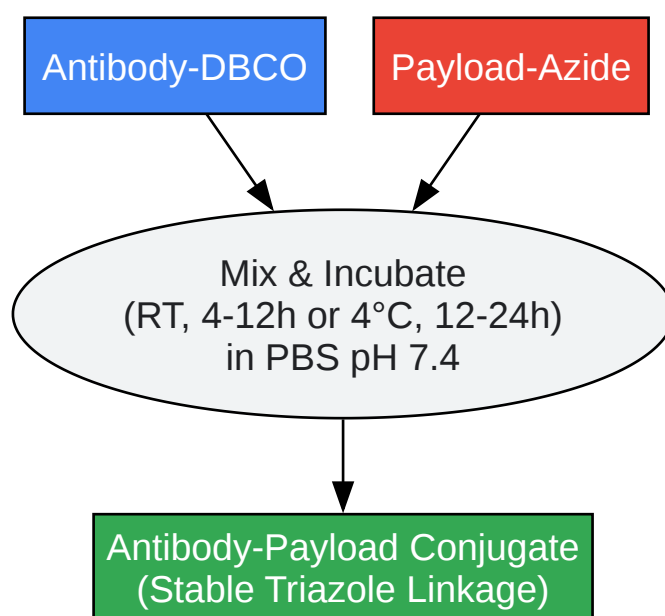 Antibody-DBCO
Payload-Azide
Mix & Incubate
(RT, 4-12h or 4°C, 12-24h)
in PBS pH 7.4
Antibody-Payload Conjugate
(Stable Triazole Linkage)